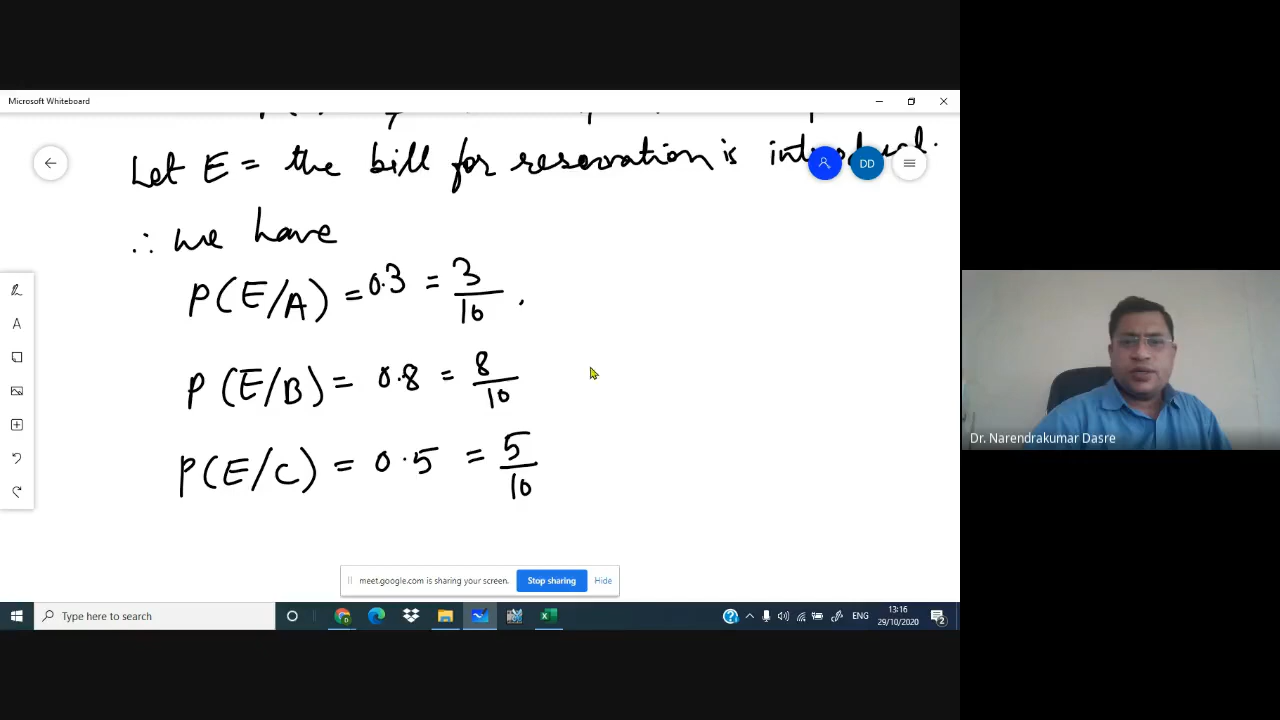 Microsoft Whiteboard
Let E = the bill for reservation is introduced.
DD
∴ we have
P(E/A) = 0.3 = 3/10 .
P(E/B) = 0.8 = 8/10
P(E/C) = 0.5 = 5/10
Dr. Narendrakumar Dasre
meet.google.com is sharing your screen. Stop sharing Hide
Type here to search
ENG
13:16
29/10/2020
2